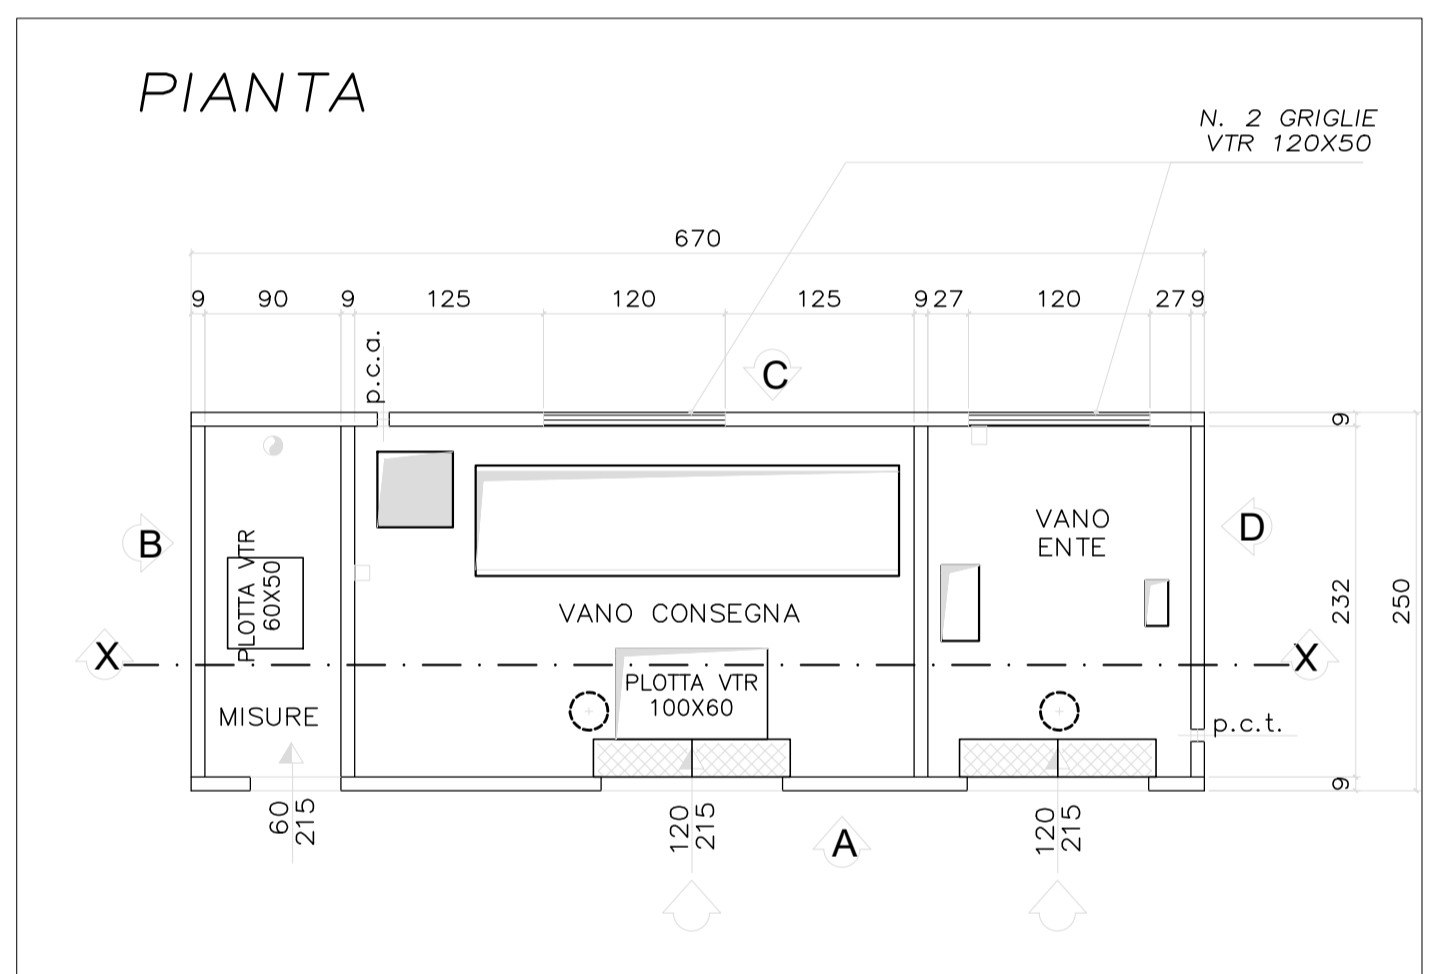 PIANTA
N. 2 GRIGLIE
VTR 120X50
670
9 90 9 125 120 125 9 27 120 27 9
p.c.a.
C
9
B
PLOTTA VTR
60X50
VANO
ENTE
D
232
250
VANO CONSEGNA
X
X
PLOTTA VTR
100X60
MISURE
p.c.t.
9
60
215
120
215
A
120
215